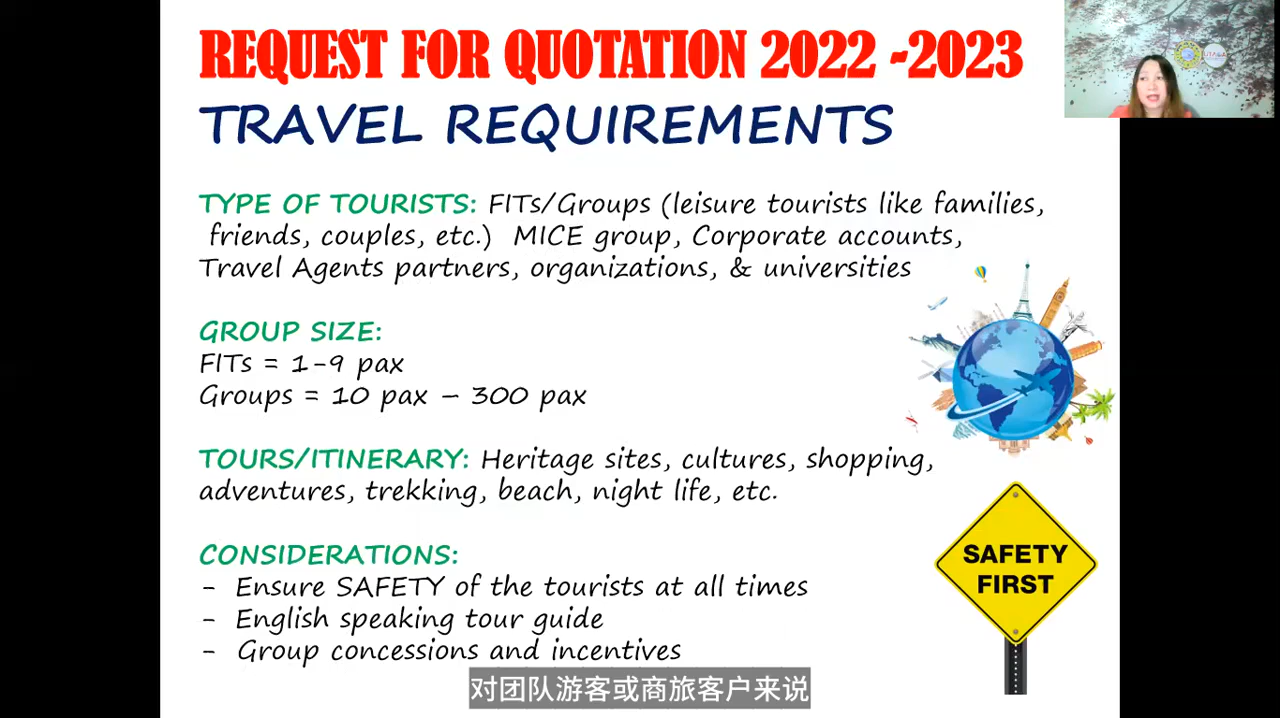 REQUEST FOR QUOTATION 2022 -2023
TRAVEL REQUIREMENTS
TYPE OF TOURISTS: FITs/Groups (leisure tourists like families,
friends, couples, etc.) MICE group, Corporate accounts,
Travel Agents partners, organizations, & universities
GROUP SIZE:
FITs = 1-9 pax
Groups = 10 pax – 300 pax
TOURS/ITINERARY: Heritage sites, cultures, shopping,
adventures, trekking, beach, night life, etc.
CONSIDERATIONS:
- Ensure SAFETY of the tourists at all times
- English speaking tour guide
- Group concessions and incentives
SAFETY
FIRST
对团队游客或商旅客户来说